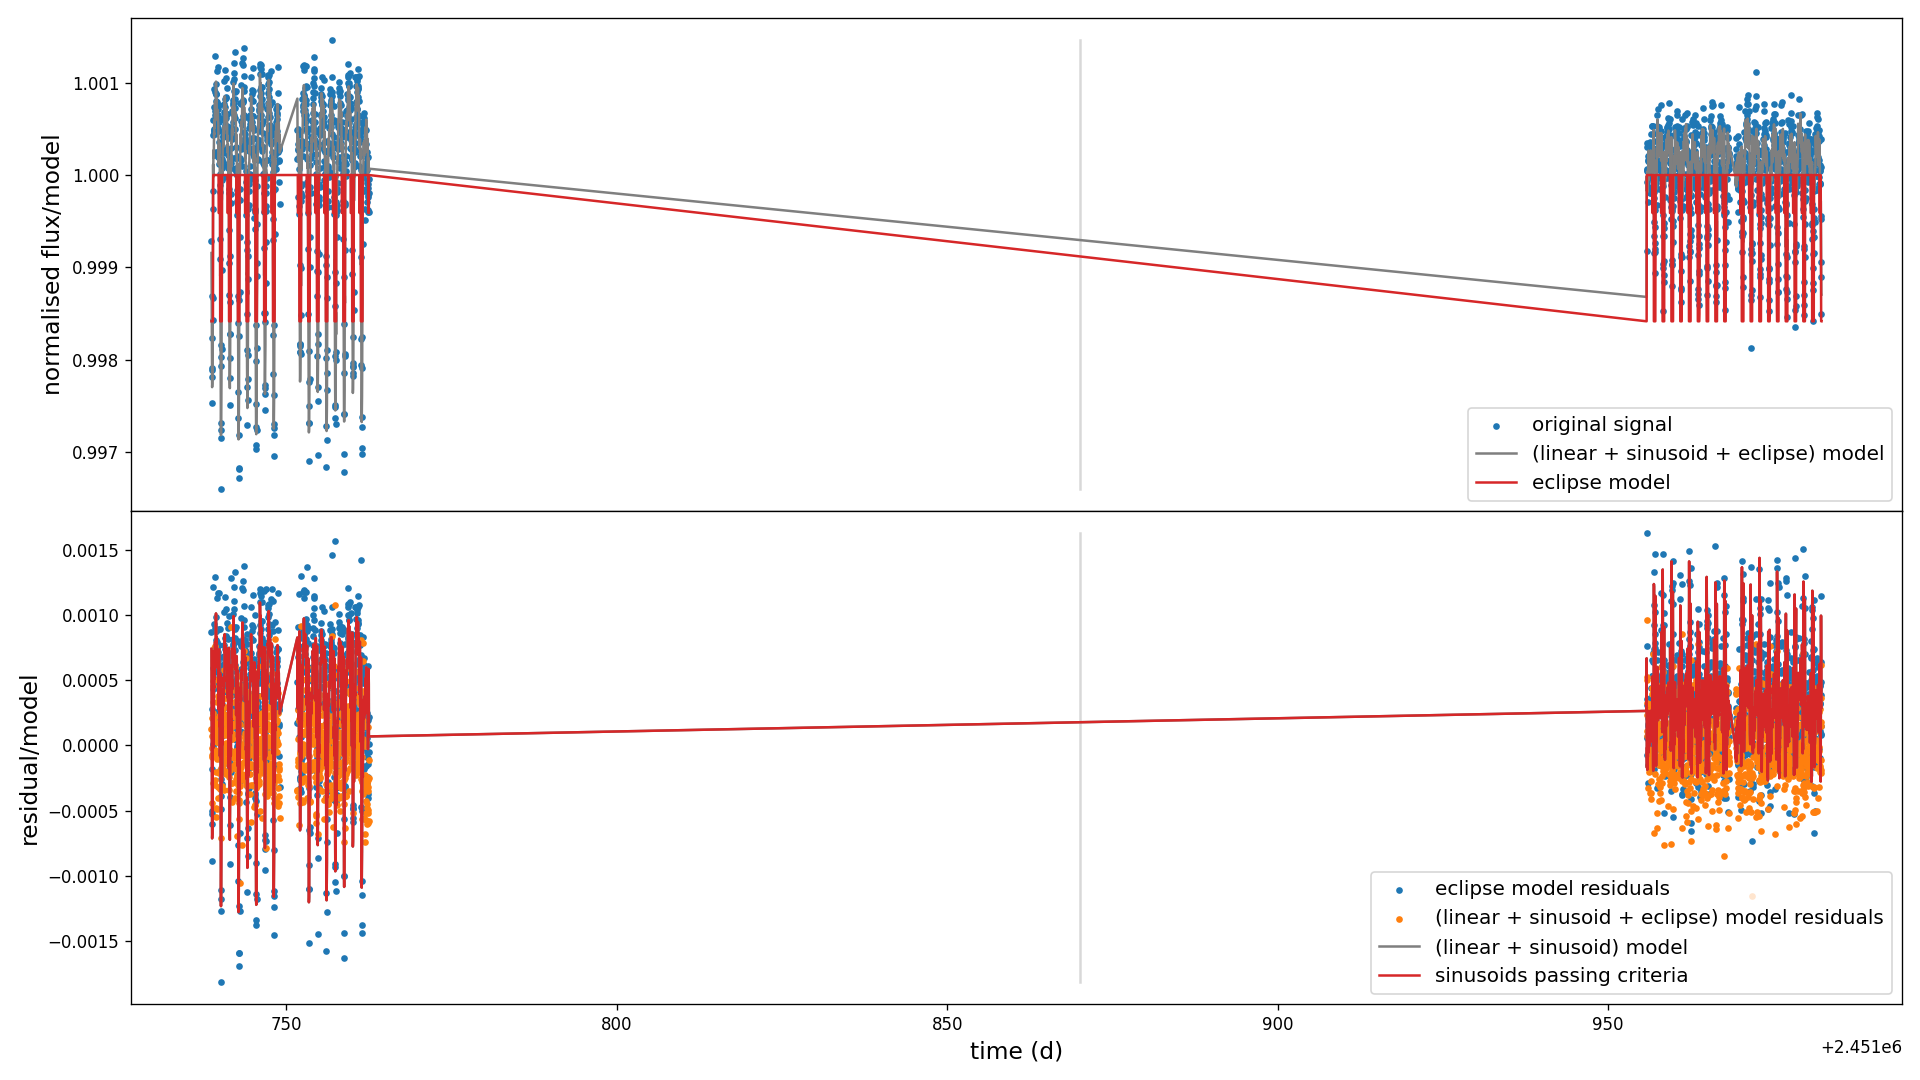 normalised flux/model
1.001
1.000
0.999
0.998
0.997
original signal
(linear + sinusoid + eclipse) model
eclipse model
residual/model
0.0015
0.0010
0.0005
0.0000
−0.0005
−0.0010
−0.0015
eclipse model residuals
(linear + sinusoid + eclipse) model residuals
(linear + sinusoid) model
sinusoids passing criteria
750
800
850
900
950
time (d)
+2.451e6